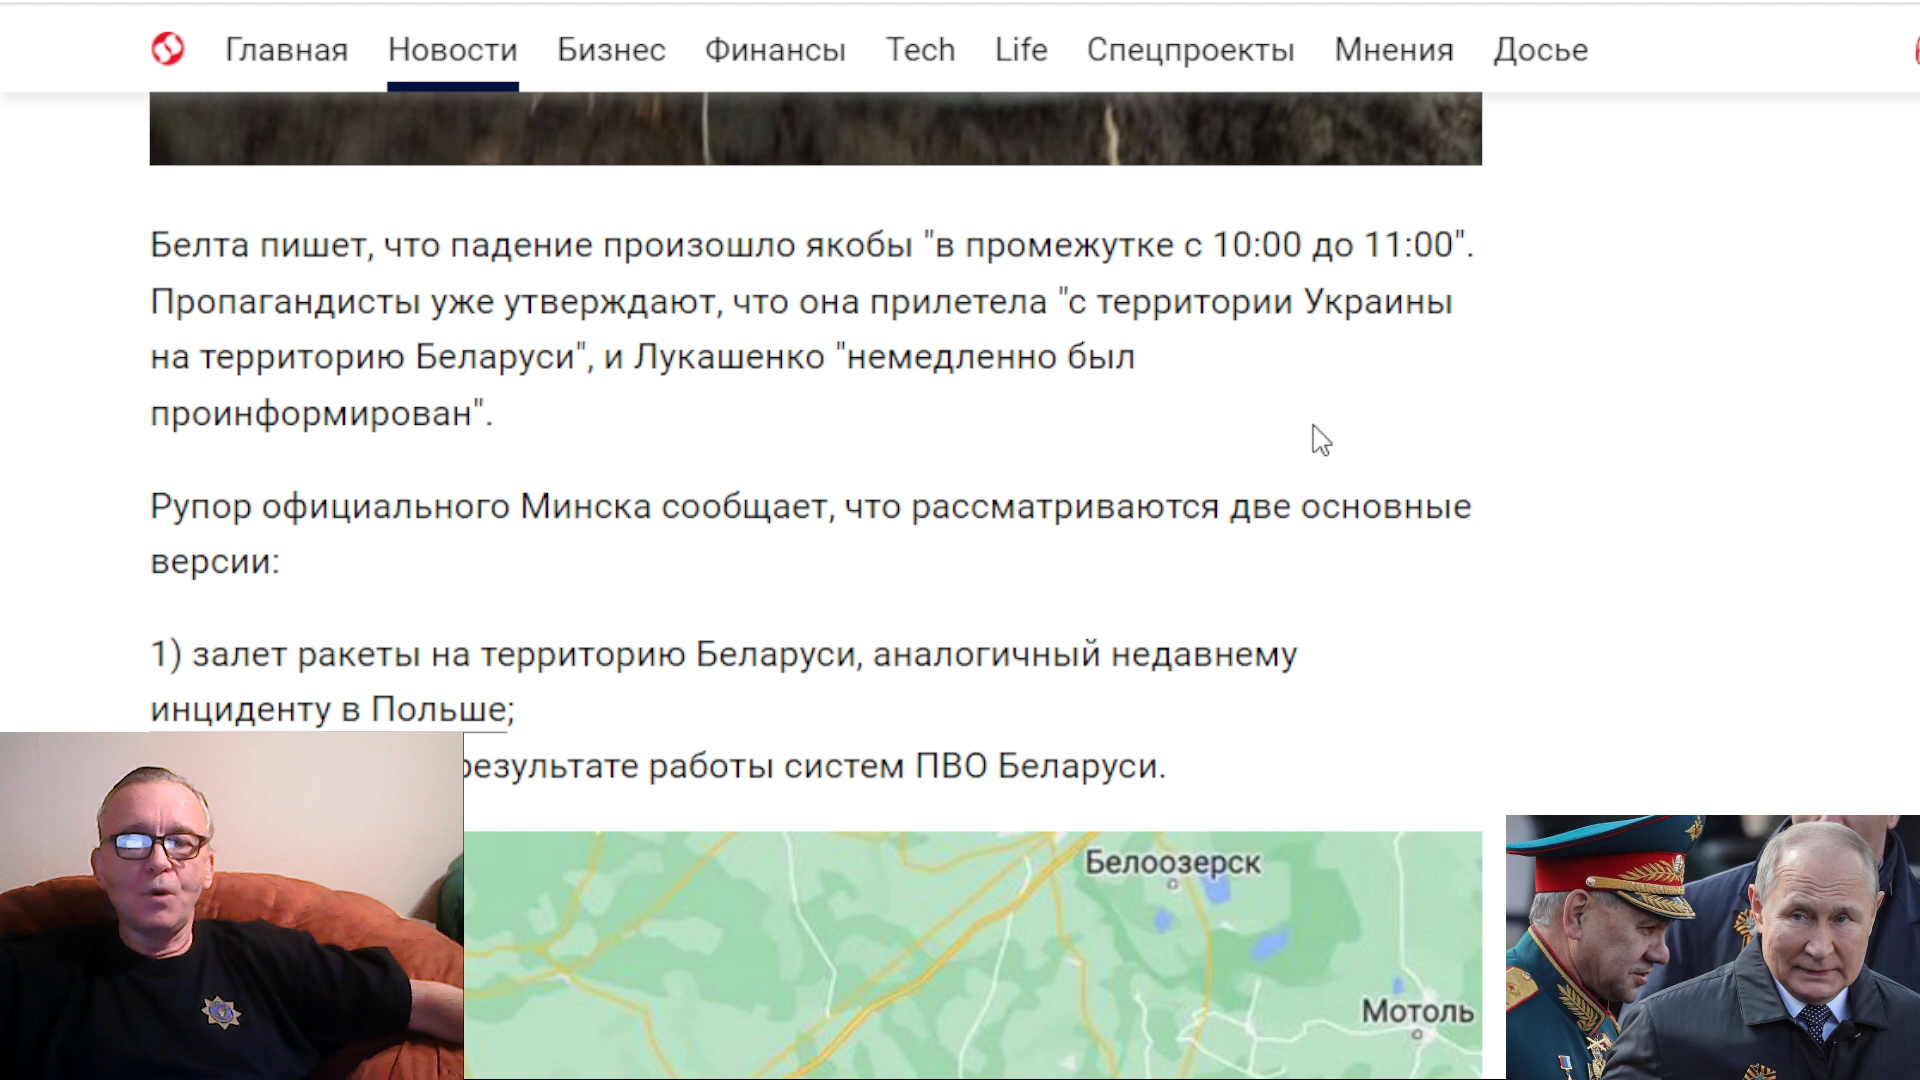 Главная Новости Бизнес Финансы Tech Life Спецпроекты Мнения Досье
Белта пишет, что падение произошло якобы "в промежутке с 10:00 до 11:00".
Пропагандисты уже утверждают, что она прилетела "с территории Украины
на территорию Беларуси", и Лукашенко "немедленно был
проинформирован".
Рупор официального Минска сообщает, что рассматриваются две основные
версии:
1) залет ракеты на территорию Беларуси, аналогичный недавнему
инциденту в Польше;
результате работы систем ПВО Беларуси.
Белоозерск
Мотоль